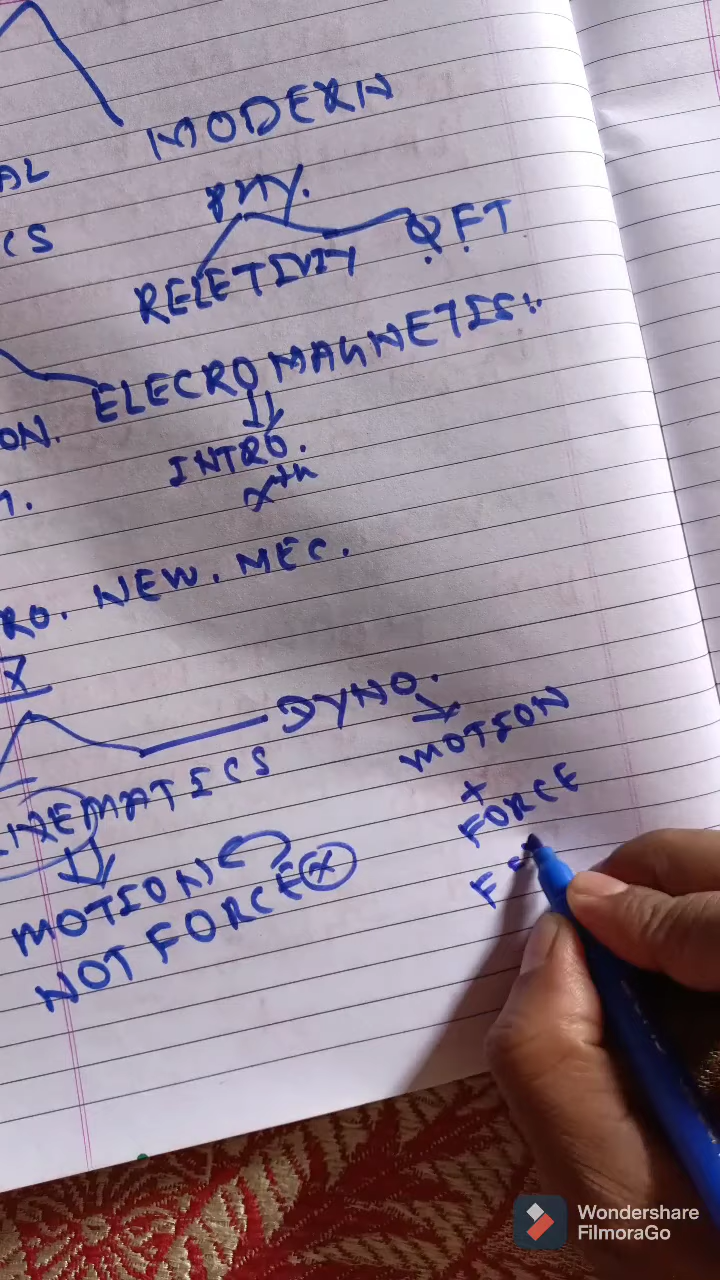 MODERN
AL
PHY.
CS
RELETIVITY Q.F.T
ELECROMAGNETIS..
ON.
INTRO.
Xth
M.
RO. NEW. MEC.
DYNO.
MOTION
+
FORCE
INEMATICS
MOTION
NOT FORCE X
F =
Wondershare
FilmoraGo